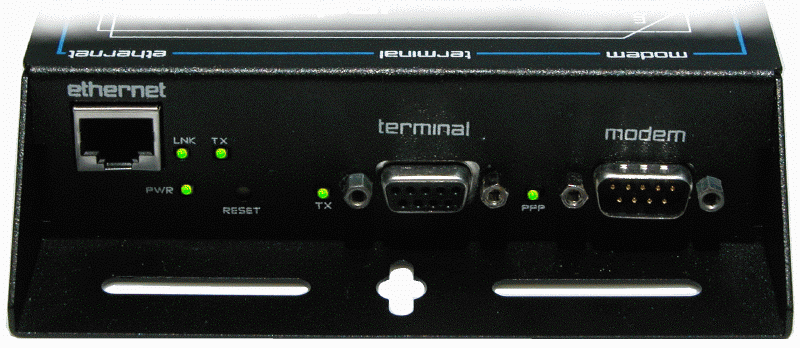 modem
terminal
ethernet
ethernet
LNK TX
terminal
modem
PWR
RESET
TX
PPP